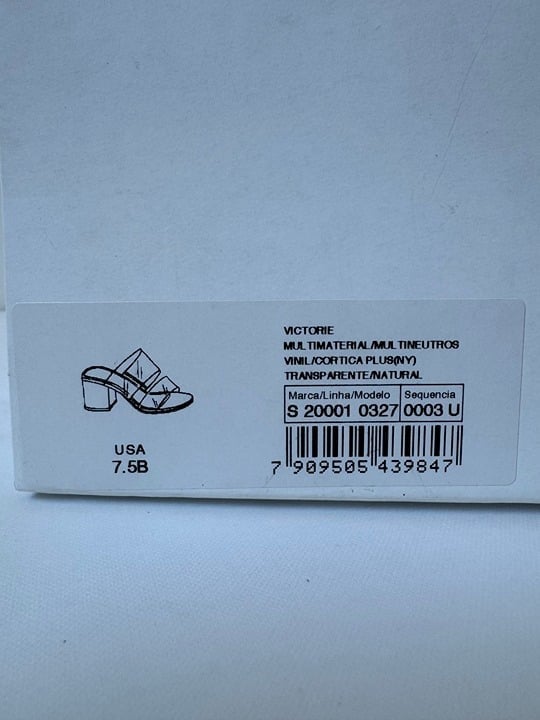 VICTORIE
MULTIMATERIAL/MULTINEUTROS
VINIL/CORTICA PLUS(NY)
TRANSPARENTE/NATURAL
Marca/Linha/Modelo Sequencia
S 20001 0327 0003 U
USA
7.5B
7 909505 439847